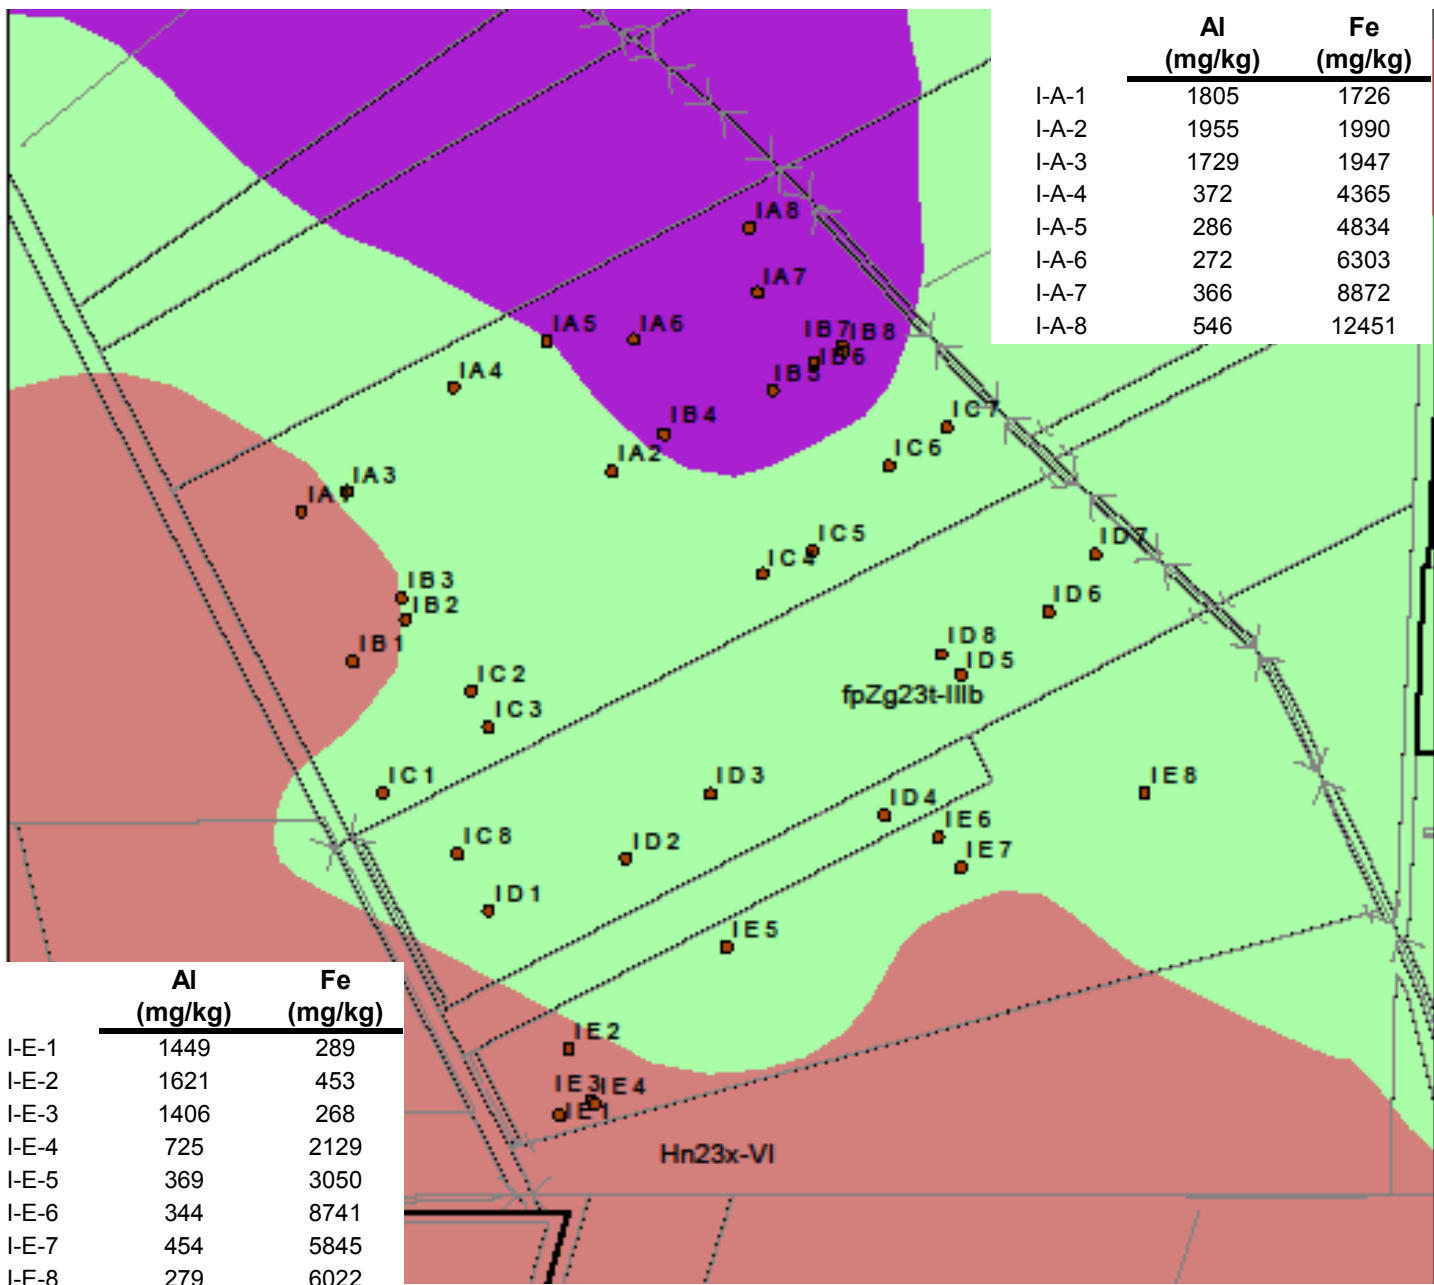 Al Fe
(mg/kg) (mg/kg)
I-A-1 1805 1726
I-A-2 1955 1990
I-A-3 1729 1947
I-A-4 372 4365
I-A-5 286 4834
I-A-6 272 6303
I-A-7 366 8872
I-A-8 546 12451
IA8
IA7
IA5 IA6
IB7 IB8
IB6
IA4
IB5
IB4
IC7
IA2
IC6
IA3
IA1
IC5
IC4
ID7
IB3
IB2
ID6
IB1
ID8
IC2
ID5
fpZg23t-IIIb
IC3
IC1
ID3
IE8
ID4
IE6
IC8
ID2
IE7
ID1
IE5
IE2
IE3 IE4
IE1
Hn23x-VI
Al Fe
(mg/kg) (mg/kg)
I-E-1 1449 289
I-E-2 1621 453
I-E-3 1406 268
I-E-4 725 2129
I-E-5 369 3050
I-E-6 344 8741
I-E-7 454 5845
I-E-8 279 6022